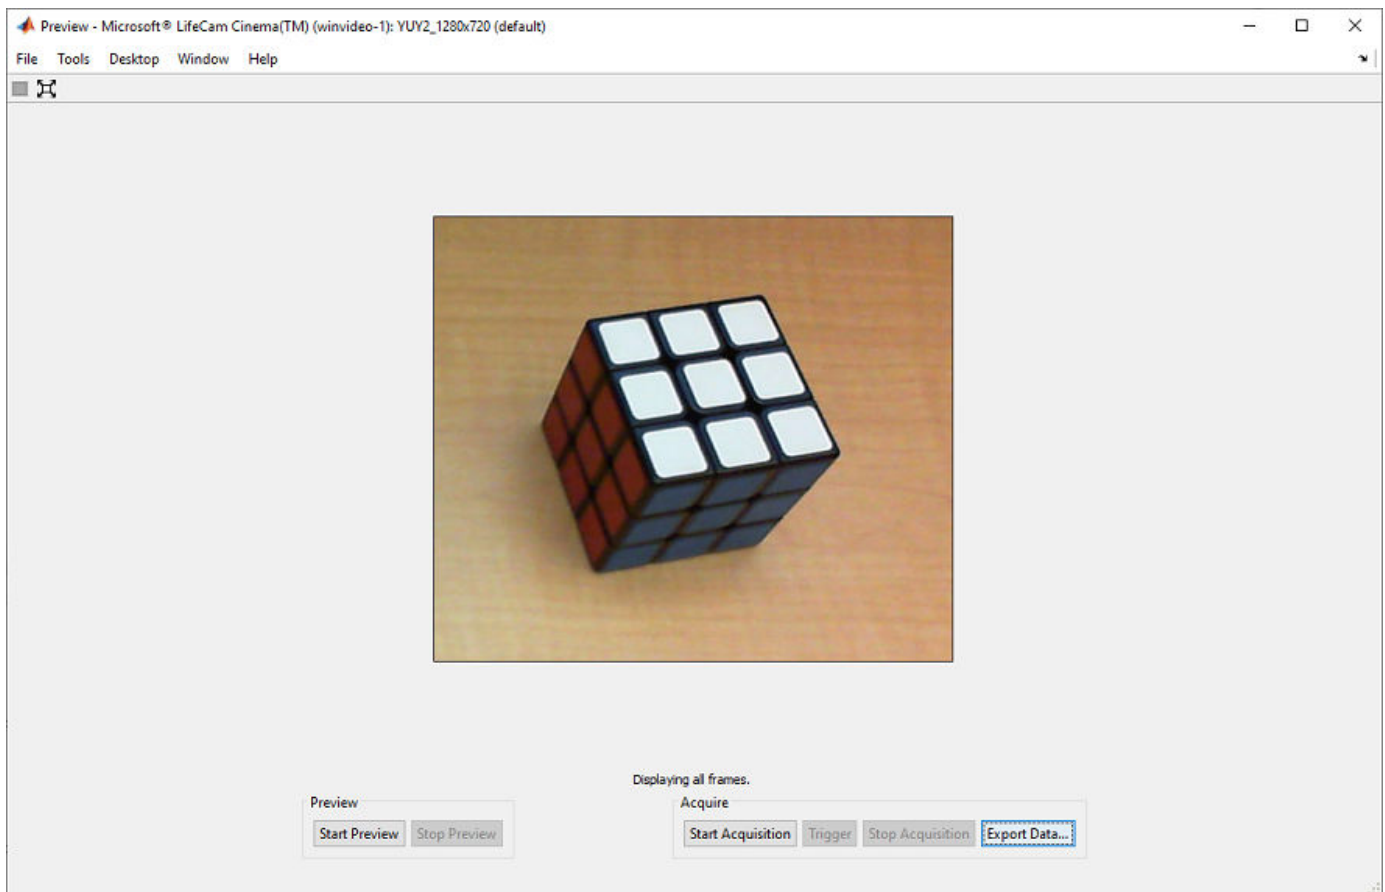 Preview - Microsoft® LifeCam Cinema(TM) (winvideo-1): YUY2_1280x720 (default)
File Tools Desktop Window Help
Displaying all frames.
Preview
Start Preview Stop Preview
Acquire
Start Acquisition Trigger Stop Acquisition Export Data...